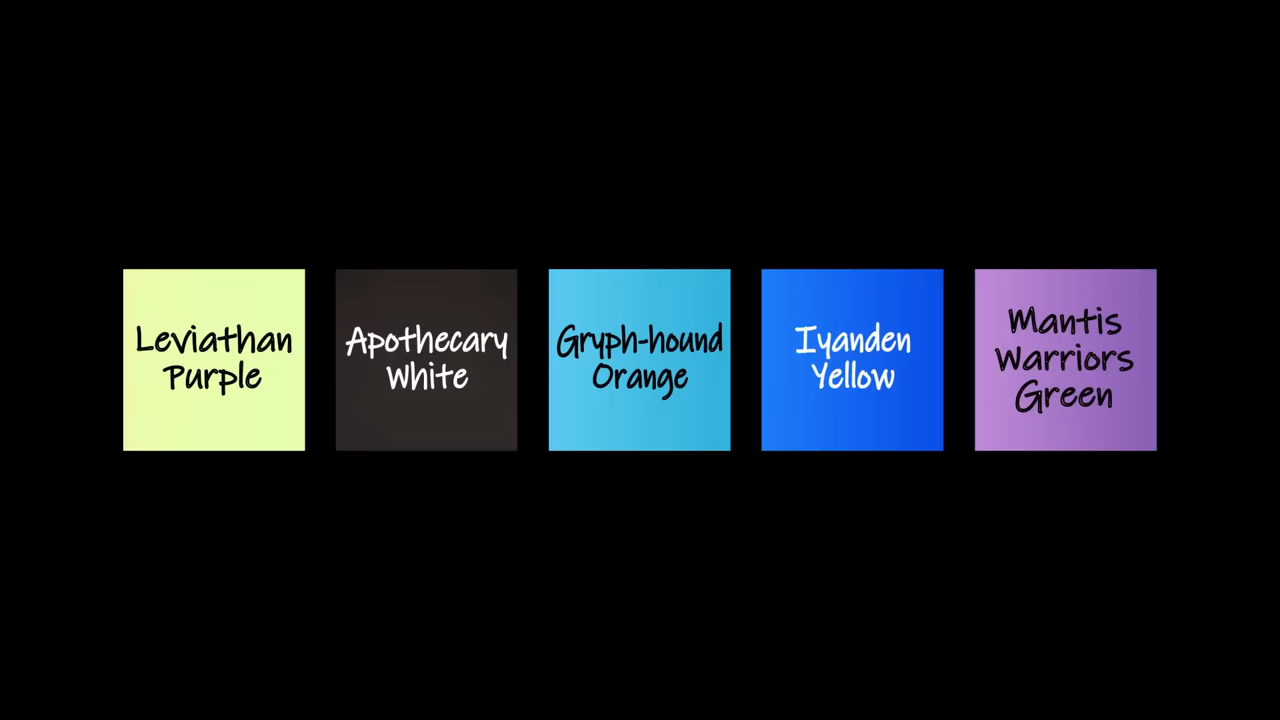 Leviathan
Purple
Apothecary
White
Gryph-hound
Orange
Iyanden
Yellow
Mantis
Warriors
Green